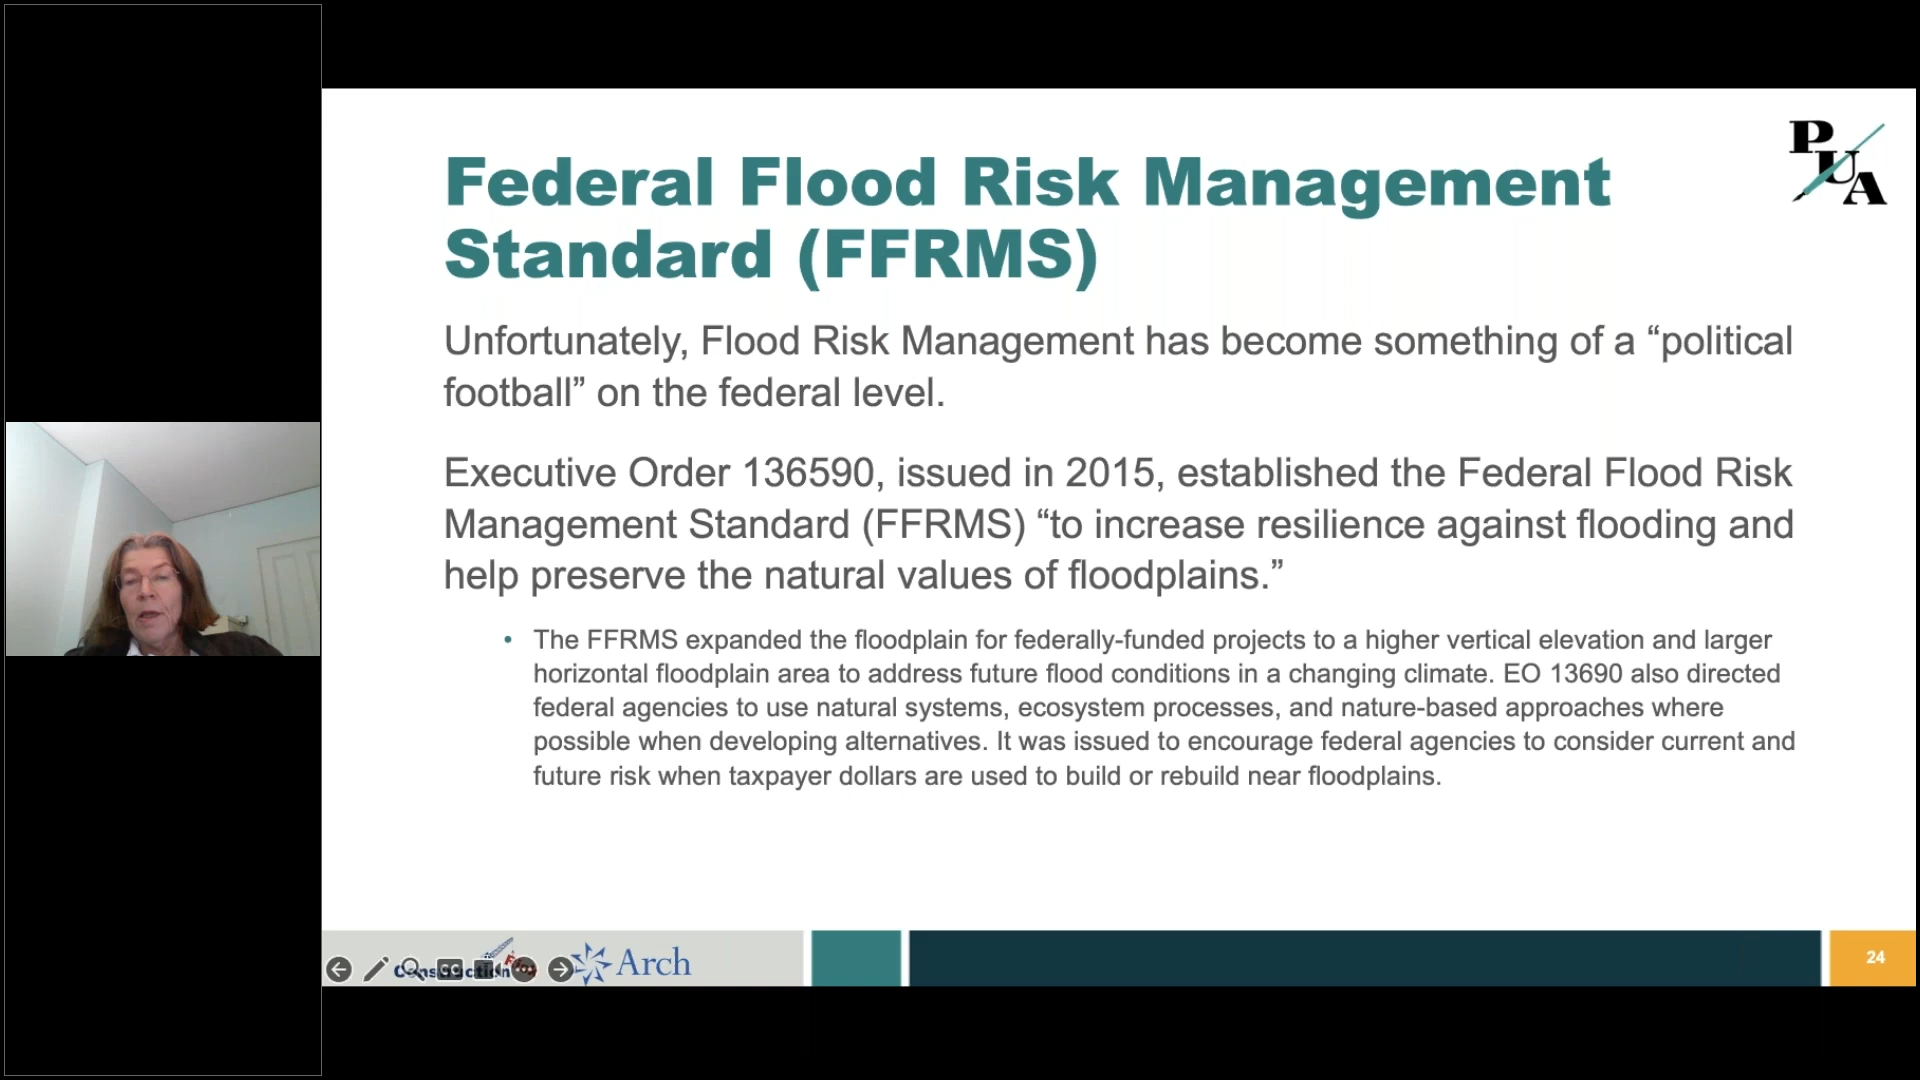 P
U
A
Federal Flood Risk Management
Standard (FFRMS)
Unfortunately, Flood Risk Management has become something of a “political
football” on the federal level.
Executive Order 136590, issued in 2015, established the Federal Flood Risk
Management Standard (FFRMS) “to increase resilience against flooding and
help preserve the natural values of floodplains.”
• The FFRMS expanded the floodplain for federally-funded projects to a higher vertical elevation and larger
horizontal floodplain area to address future flood conditions in a changing climate. EO 13690 also directed
federal agencies to use natural systems, ecosystem processes, and nature-based approaches where
possible when developing alternatives. It was issued to encourage federal agencies to consider current and
future risk when taxpayer dollars are used to build or rebuild near floodplains.
Construction
Arch
24